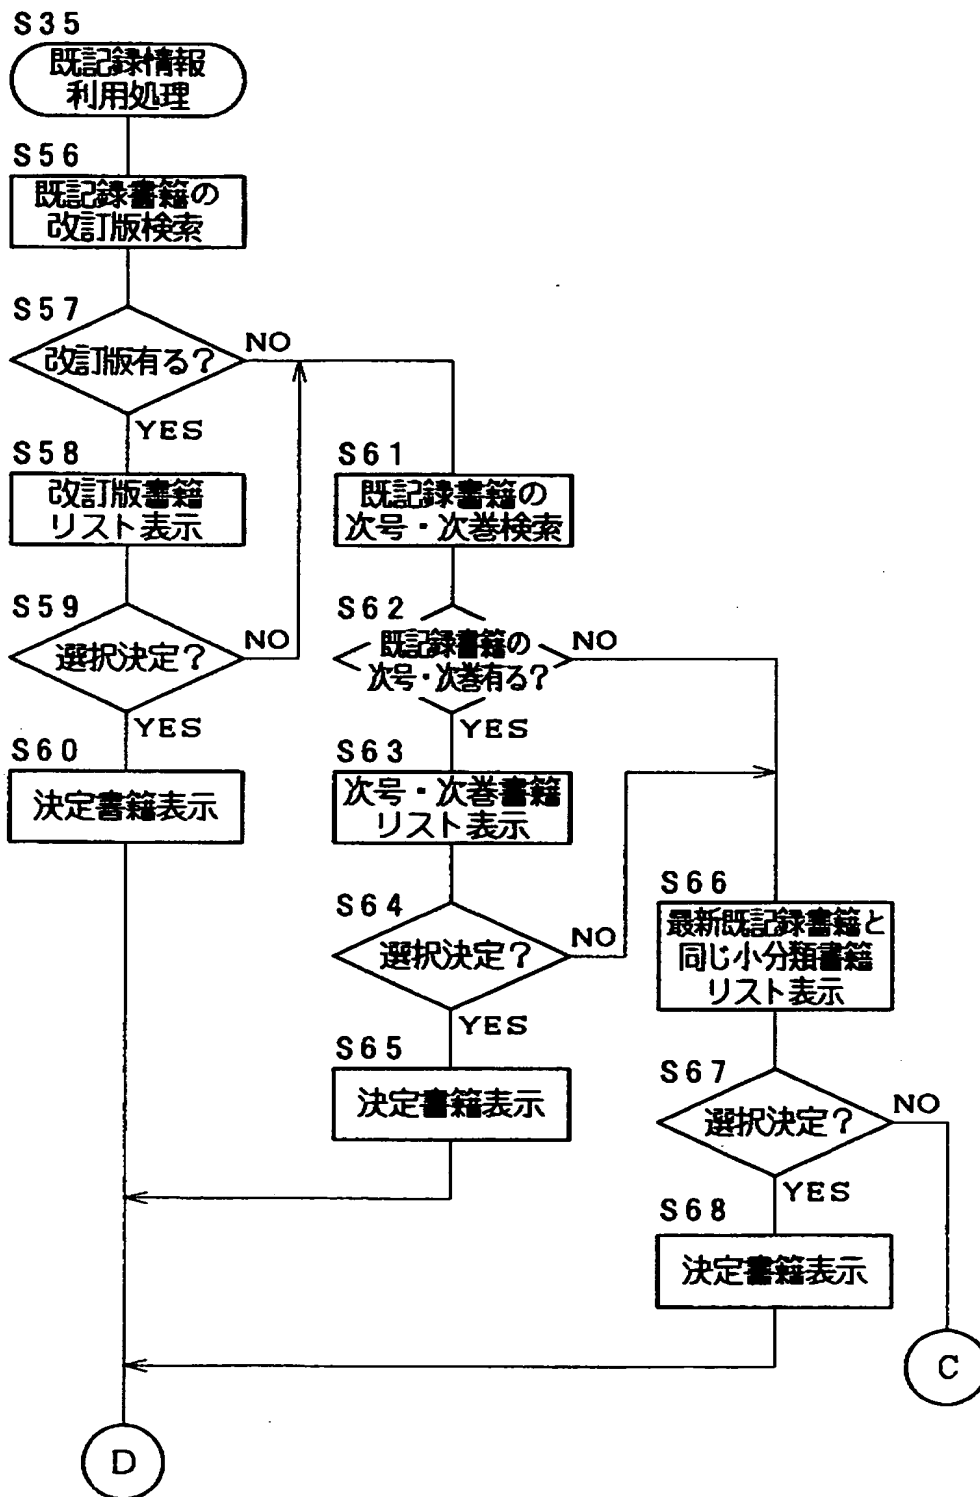 S35
既記録情報
利用処理
S56
既記録書籍の
改訂版検索
S57
改訂版有る?
NO
YES
S58
改訂版書籍
リスト表示
S59
選択決定?
NO
YES
S60
決定書籍表示
S61
既記録書籍の
次号・次巻検索
S62
既記録書籍の
次号・次巻有る?
NO
YES
S63
次号・次巻書籍
リスト表示
S64
選択決定?
NO
YES
S65
決定書籍表示
S66
最新既記録書籍と
同じ小分類書籍
リスト表示
S67
選択決定?
NO
YES
S68
決定書籍表示
C
D